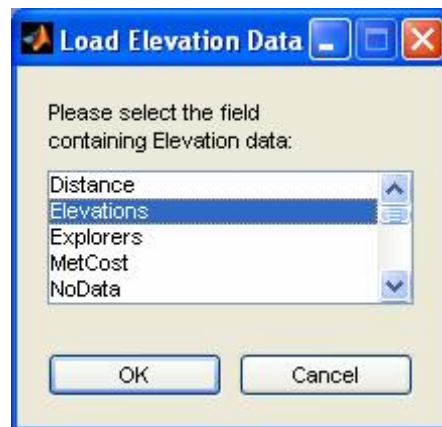 Load Elevation Data
Please select the field
containing Elevation data:
Distance
Elevations
Explorers
MetCost
NoData
OK
Cancel